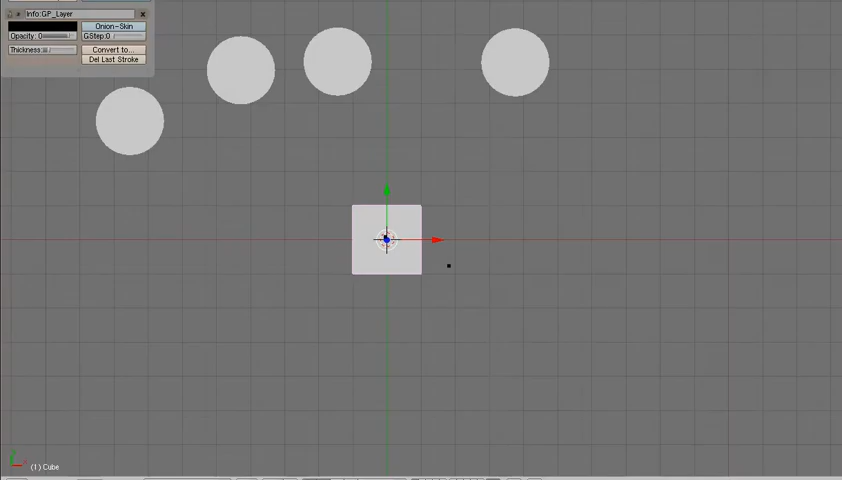 Info:GP_Layer
Onion-Skin
Opacity: 0
GStep:0
Thickness:
Convert to...
Del Last Stroke
(1) Cube